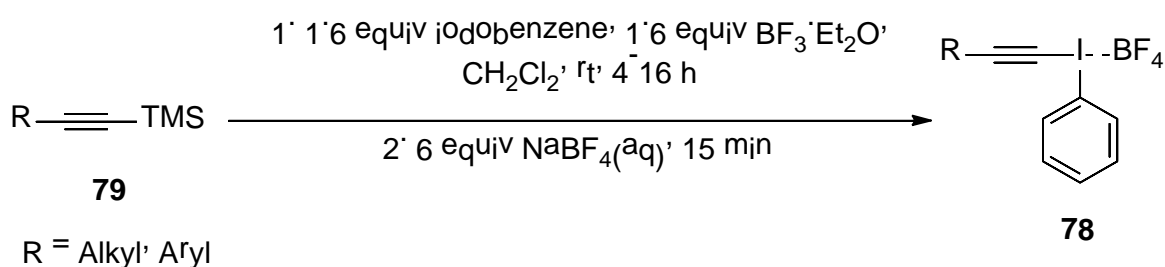 1. 1.6 equiv iodobenzene, 1.6 equiv BF3.Et2O,
CH2Cl2, rt, 4-16 h
R
TMS
2. 6 equiv NaBF4(aq), 15 min
R
I
BF4
79
78
R = Alkyl, Aryl